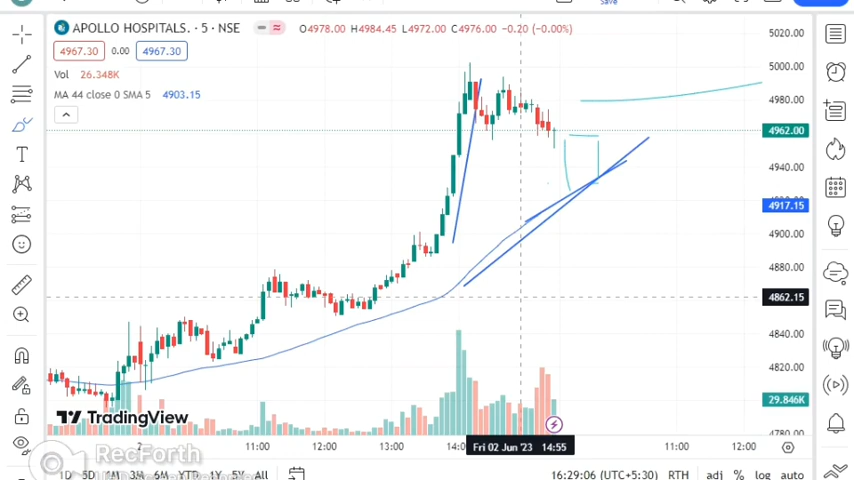 Save
APOLLO HOSPITALS. · 5 · NSE
O4978.00 H4984.45 L4972.00 C4976.00 -0.20 (-0.00%)
4967.30 0.00 4967.30
Vol 26.348K
MA 44 close 0 SMA 5 4903.15
5020.00
5000.00
4980.00
4962.00
4940.00
4917.15
4900.00
4880.00
4862.15
4840.00
4820.00
29.846K
4780.00
TradingView
2 11:00 12:00 13:00 14:0 Fri 02 Jun '23 14:55 11:00 12:00
RecForth
1D 5D 1M 3M 6M YTD 1Y 5Y All 16:29:06 (UTC+5:30) RTH adj % log auto